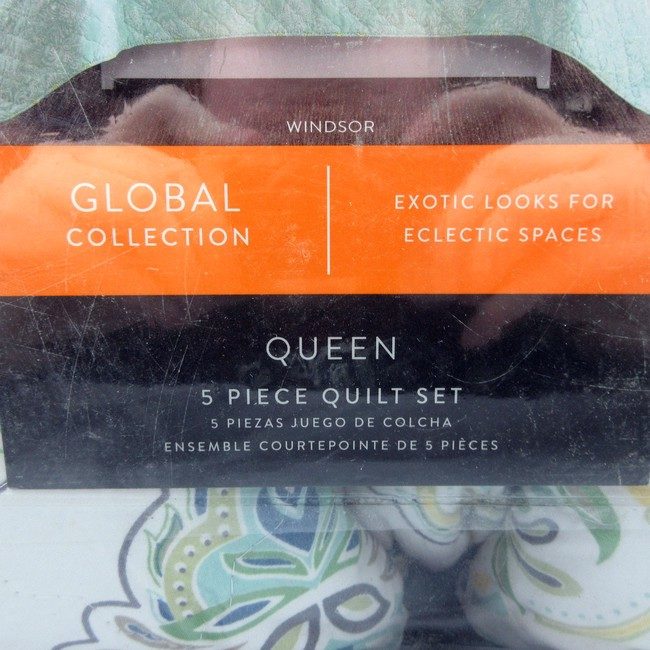 WINDSOR
GLOBAL
COLLECTION
EXOTIC LOOKS FOR
ECLECTIC SPACES
QUEEN
5 PIECE QUILT SET
5 PIEZAS JUEGO DE COLCHA
ENSEMBLE COURTEPOINTE DE 5 PIÈCES